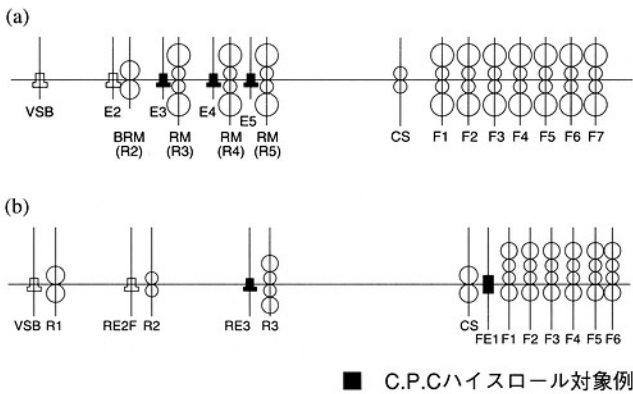 (a)
VSB E2 E3 E4 E5 CS F1 F2 F3 F4 F5 F6 F7
BRM RM RM RM
(R2) (R3) (R4) (R5)
(b)
VSB R1 RE2F R2 RE3 R3 CS FE1 F1 F2 F3 F4 F5 F6
■ C.P.Cハイスロール対象例